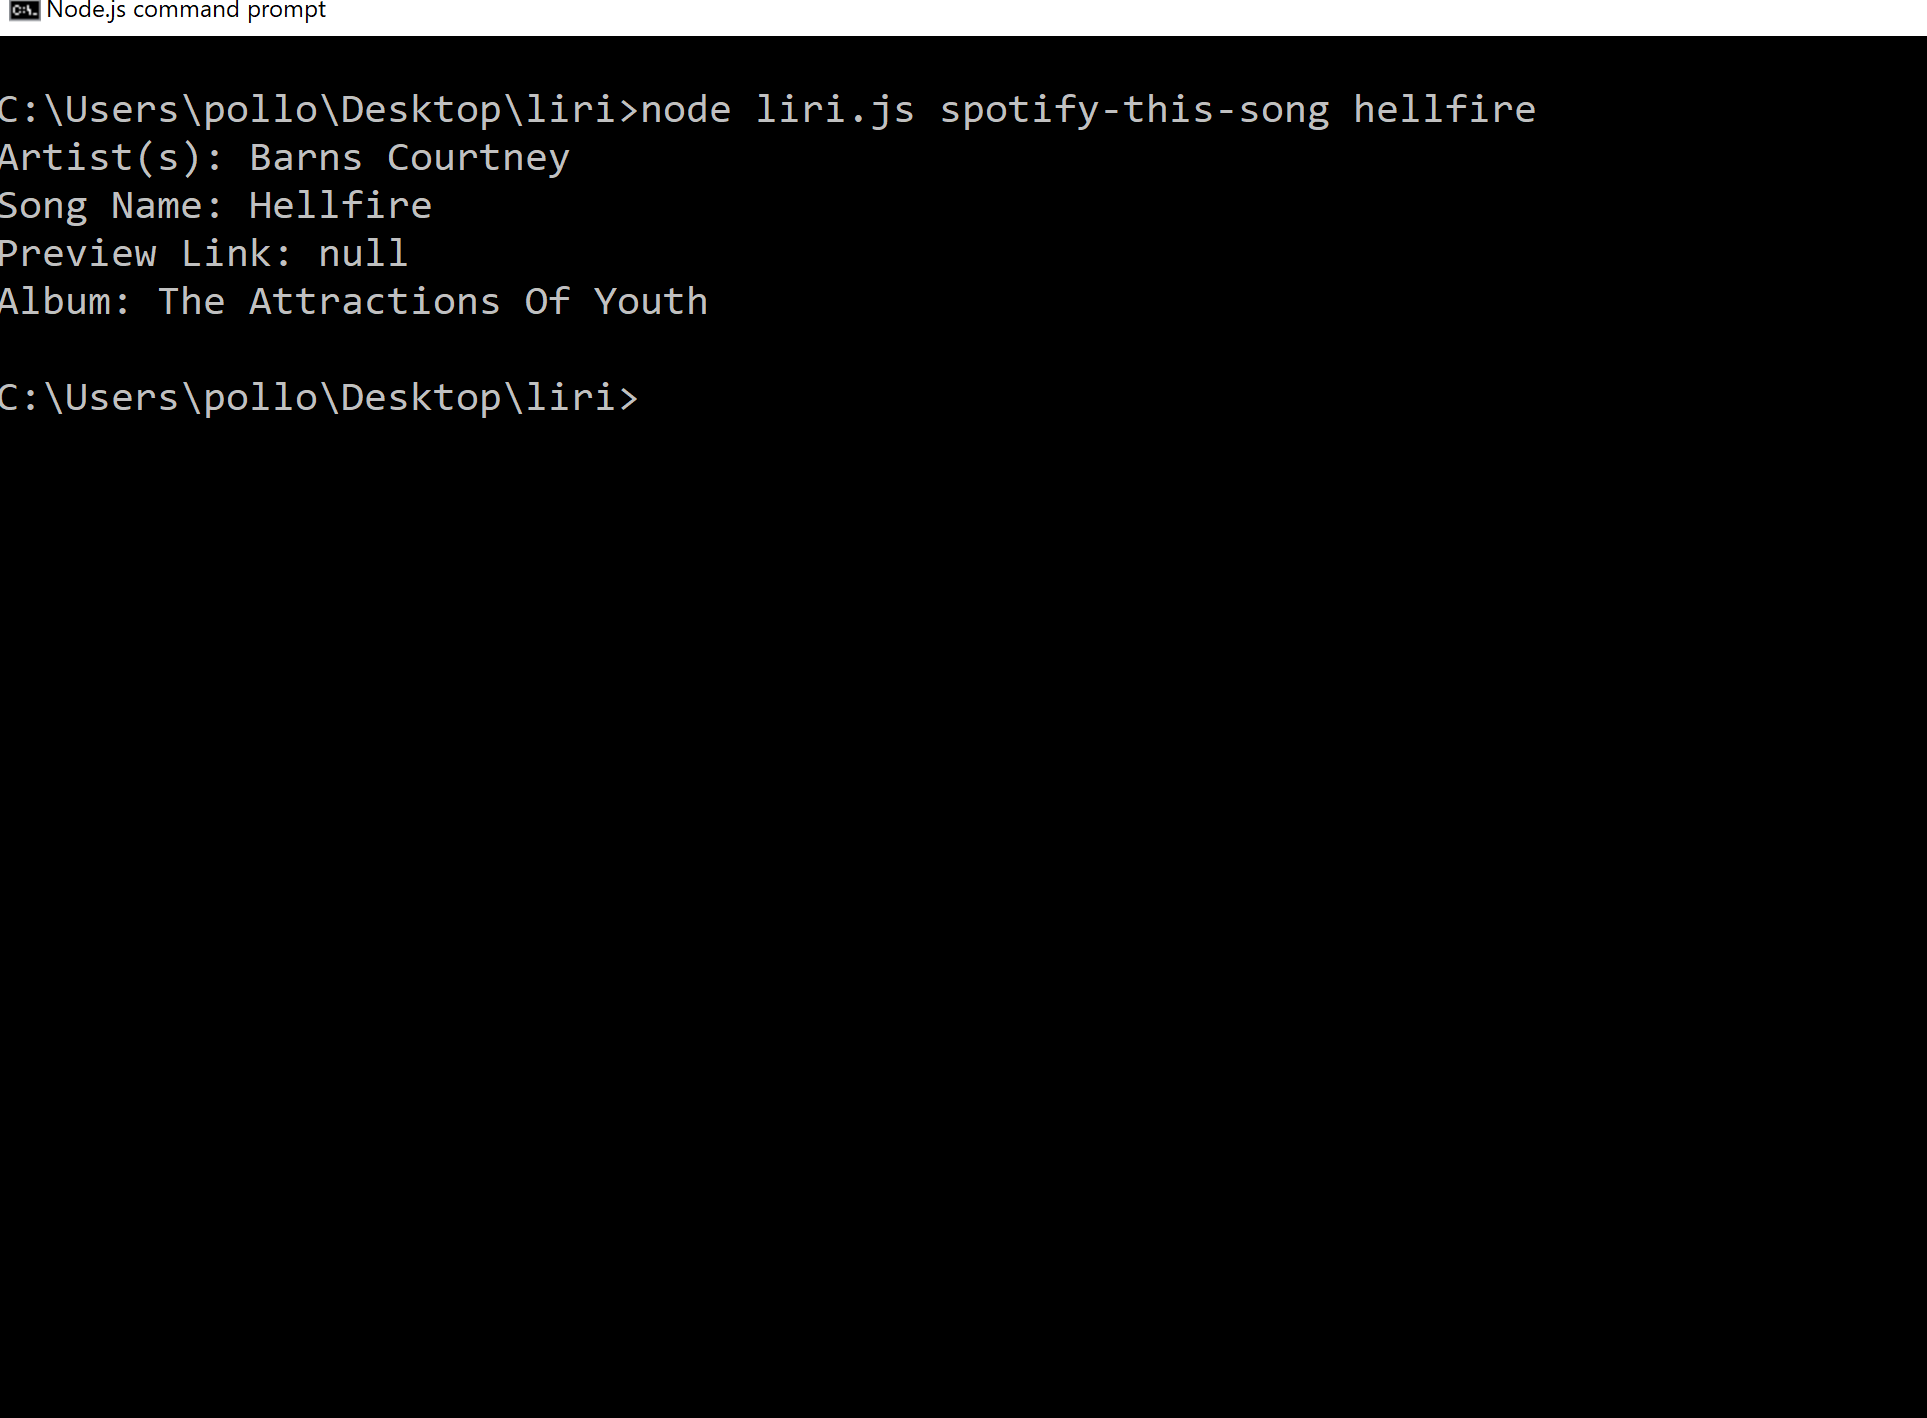 Node.js command prompt
C:\Users\pollo\Desktop\liri>node liri.js spotify-this-song hellfire
Artist(s): Barns Courtney
Song Name: Hellfire
Preview Link: null
Album: The Attractions Of Youth
C:\Users\pollo\Desktop\liri>